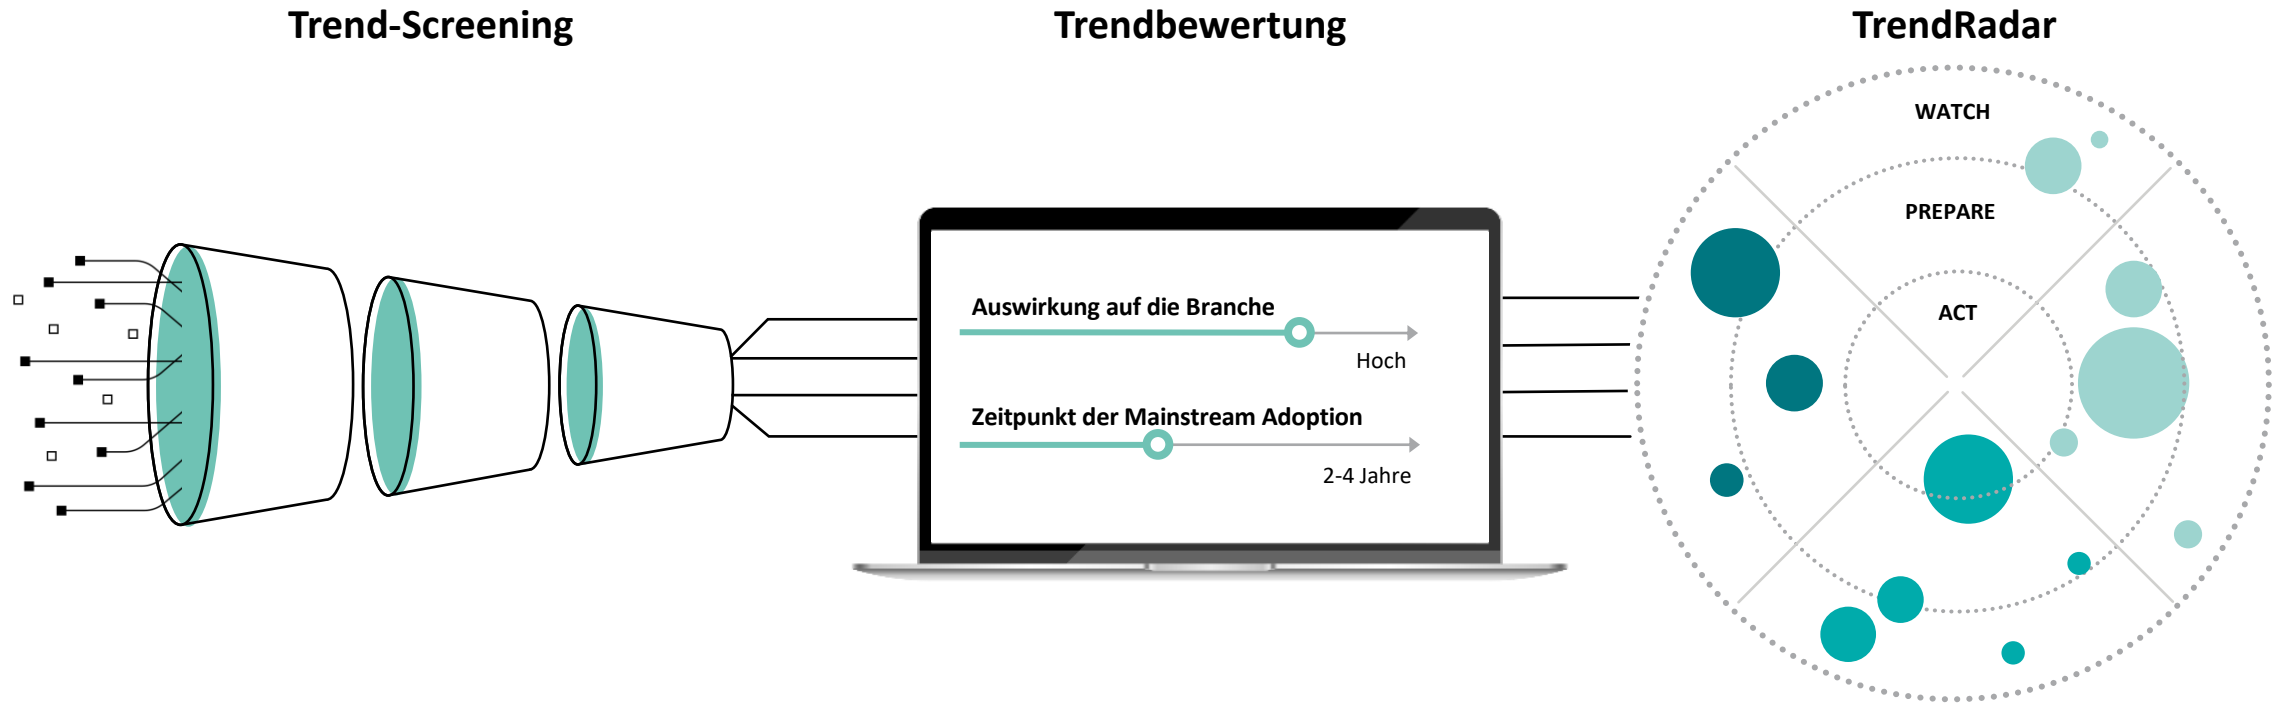 Trend-Screening
Trendbewertung
TrendRadar
Auswirkung auf die Branche
Hoch
Zeitpunkt der Mainstream Adoption
2-4 Jahre
WATCH
PREPARE
ACT